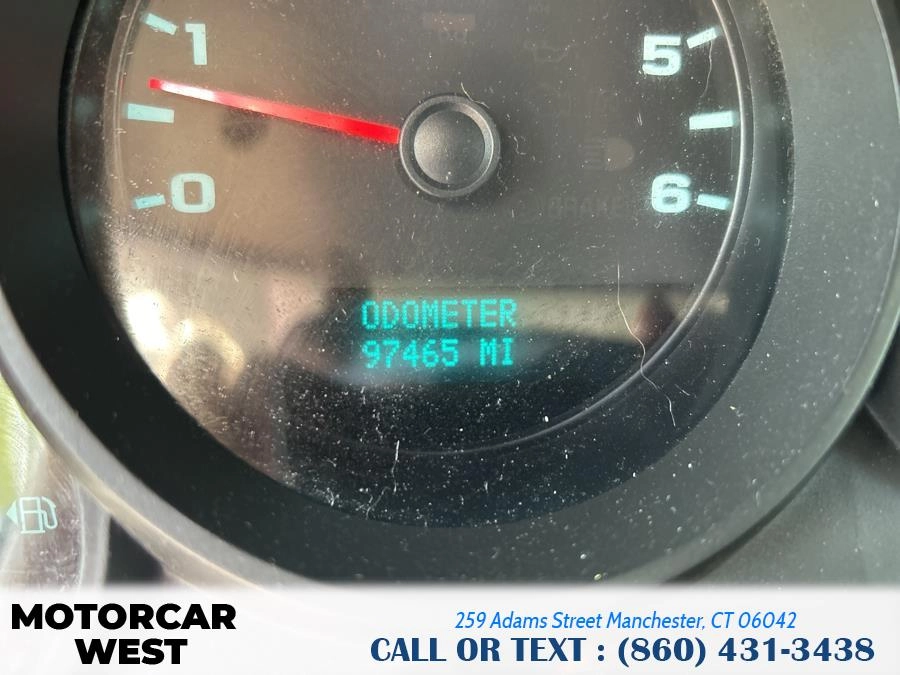 1
5
0
6
ODOMETER
97465 MI
MOTORCAR
WEST
259 Adams Street Manchester, CT 06042
CALL OR TEXT : (860) 431-3438